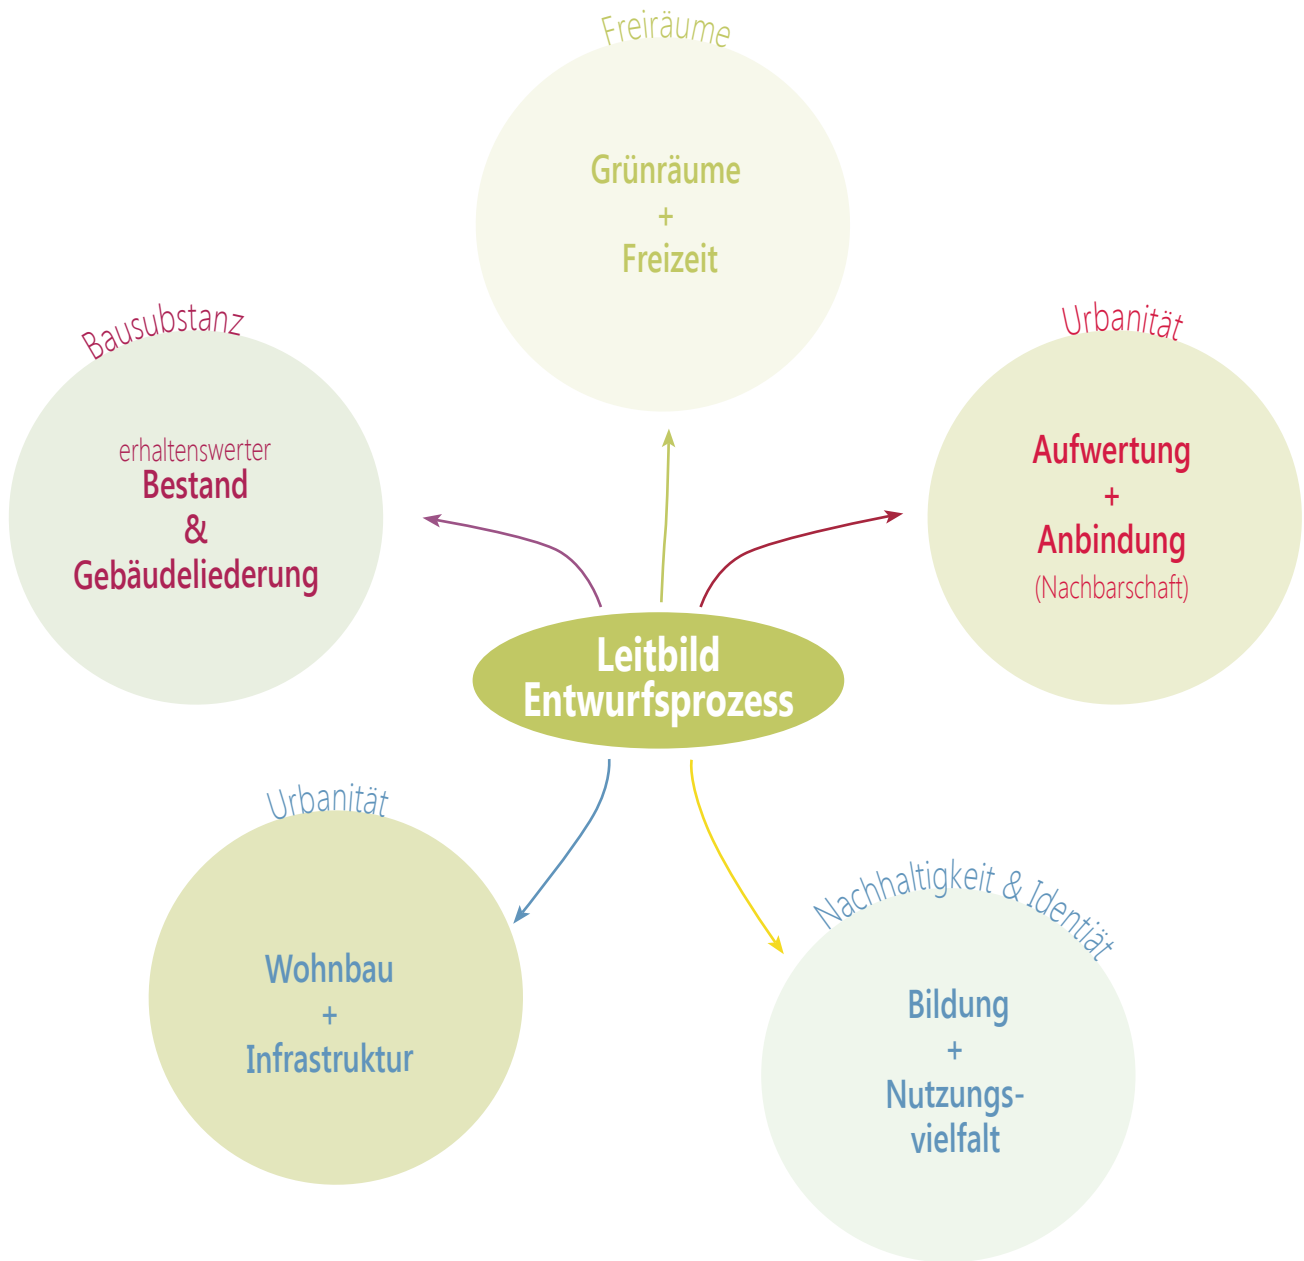 Freiräume
Grünräume
+
Freizeit
Bausubstanz
erhaltenswerter
Bestand
&
Gebäudeliederung
Urbanität
Aufwertung
+
Anbindung
(Nachbarschaft)
Leitbild
Entwurfsprozess
Urbanität
Wohnbau
+
Infrastruktur
Nachhaltigkeit & Identiät
Bildung
+
Nutzungs-
vielfalt